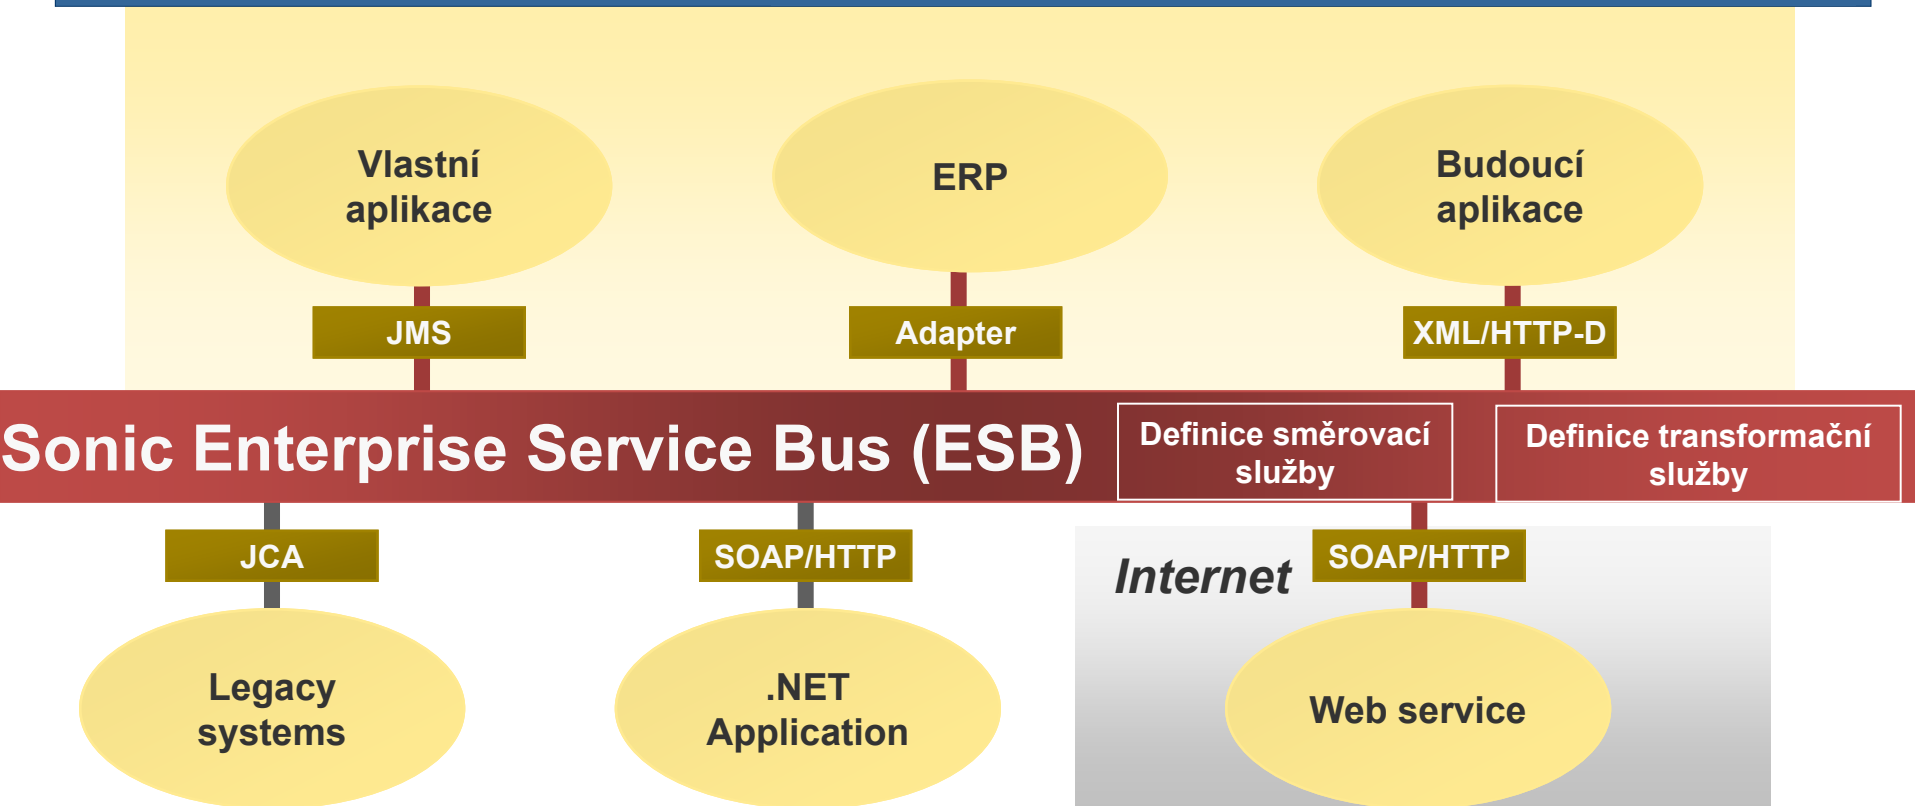 Vlastní
aplikace
ERP
Budoucí
aplikace
JMS
Adapter
XML/HTTP-D
Sonic Enterprise Service Bus (ESB)
Definice směrovací
služby
Definice transformační
služby
JCA
SOAP/HTTP
Internet
SOAP/HTTP
Legacy
systems
.NET
Application
Web service